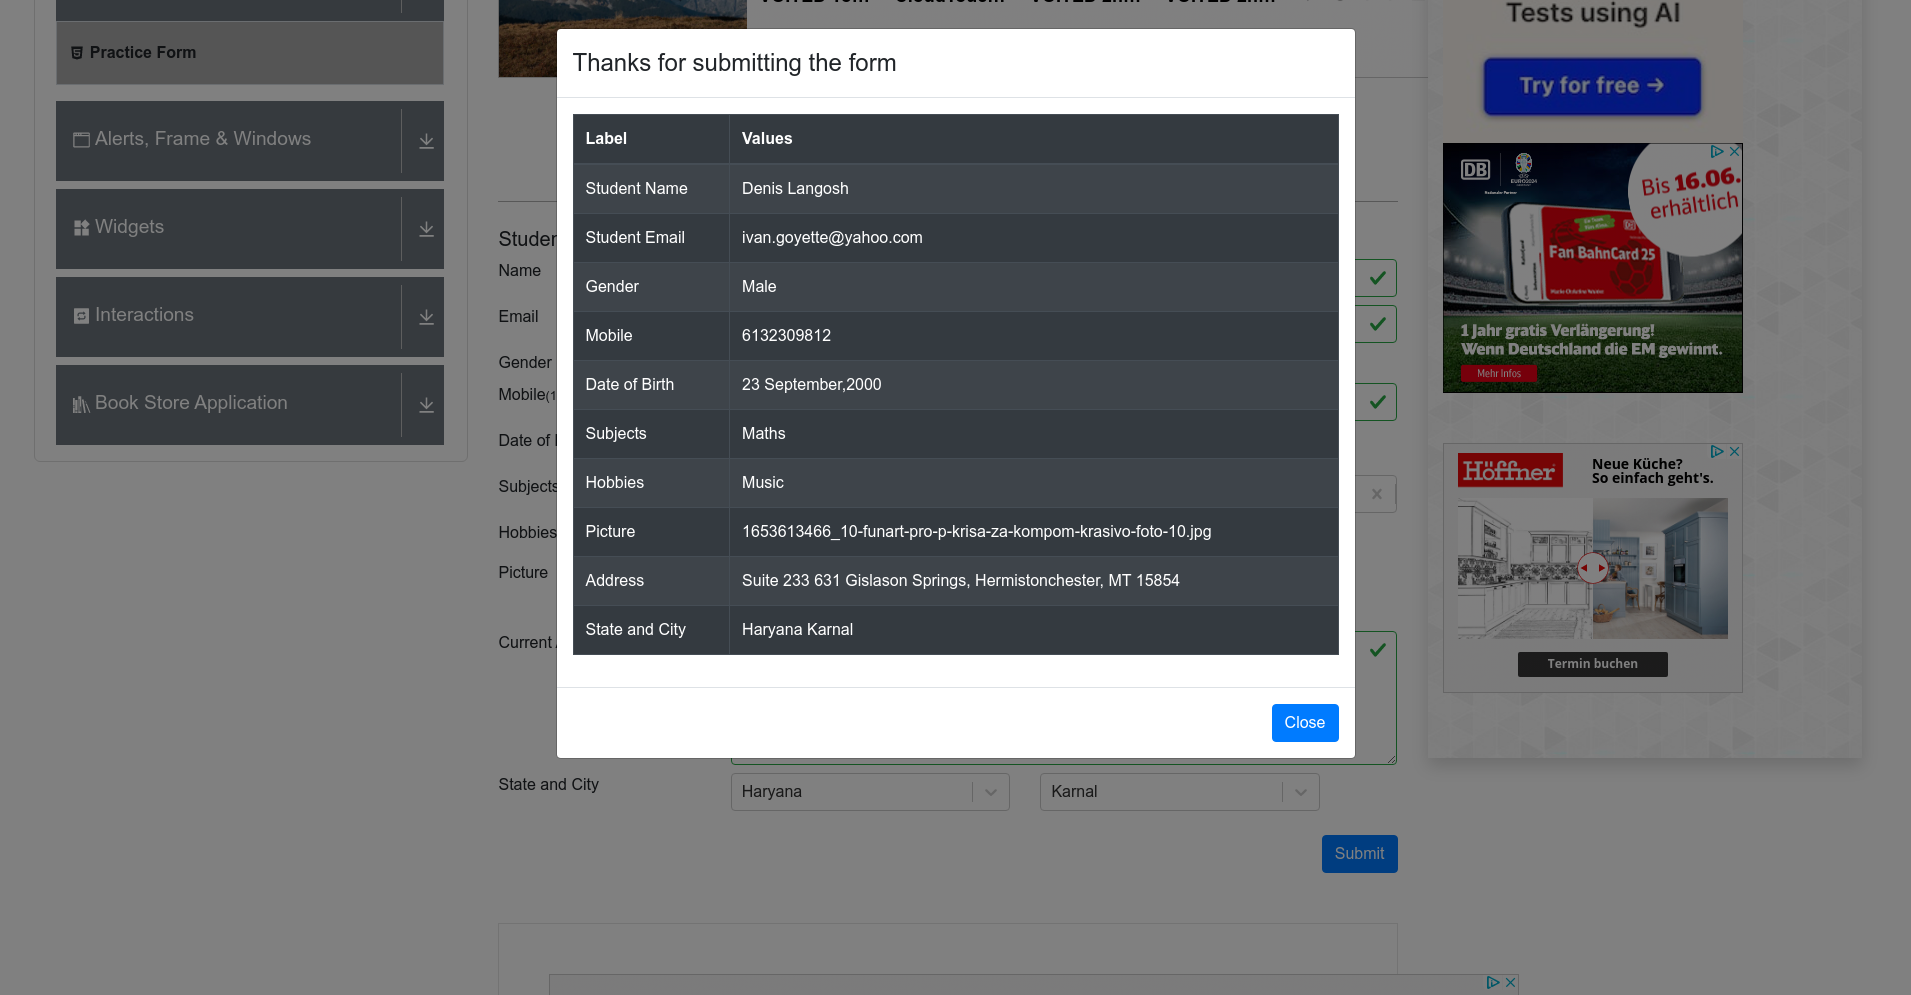 Practice Form
Alerts, Frame & Windows
Widgets
Interactions
Book Store Application
Thanks for submitting the form
Label Values
Student Name Denis Langosh
Student Email ivan.goyette@yahoo.com
Gender Male
Mobile 6132309812
Date of Birth 23 September,2000
Subjects Maths
Hobbies Music
Picture 1653613466_10-funart-pro-p-krisa-za-kompom-krasivo-foto-10.jpg
Address Suite 233 631 Gislason Springs, Hermistonchester, MT 15854
State and City Haryana Karnal
Close
Name
Email
Gender
Mobile(1
Date of
Subjects
Hobbies
Picture
Current
State and City
Haryana
Karnal
Submit
Tests using AI
Try for free →
DB
EURO2024
Bis 16.06.
erhältlich
Fan BahnCard 25
1 Jahr gratis Verlängerung!
Wenn Deutschland die EM gewinnt.
Mehr Infos
Höffner
Neue Küche?
So einfach geht's.
Termin buchen